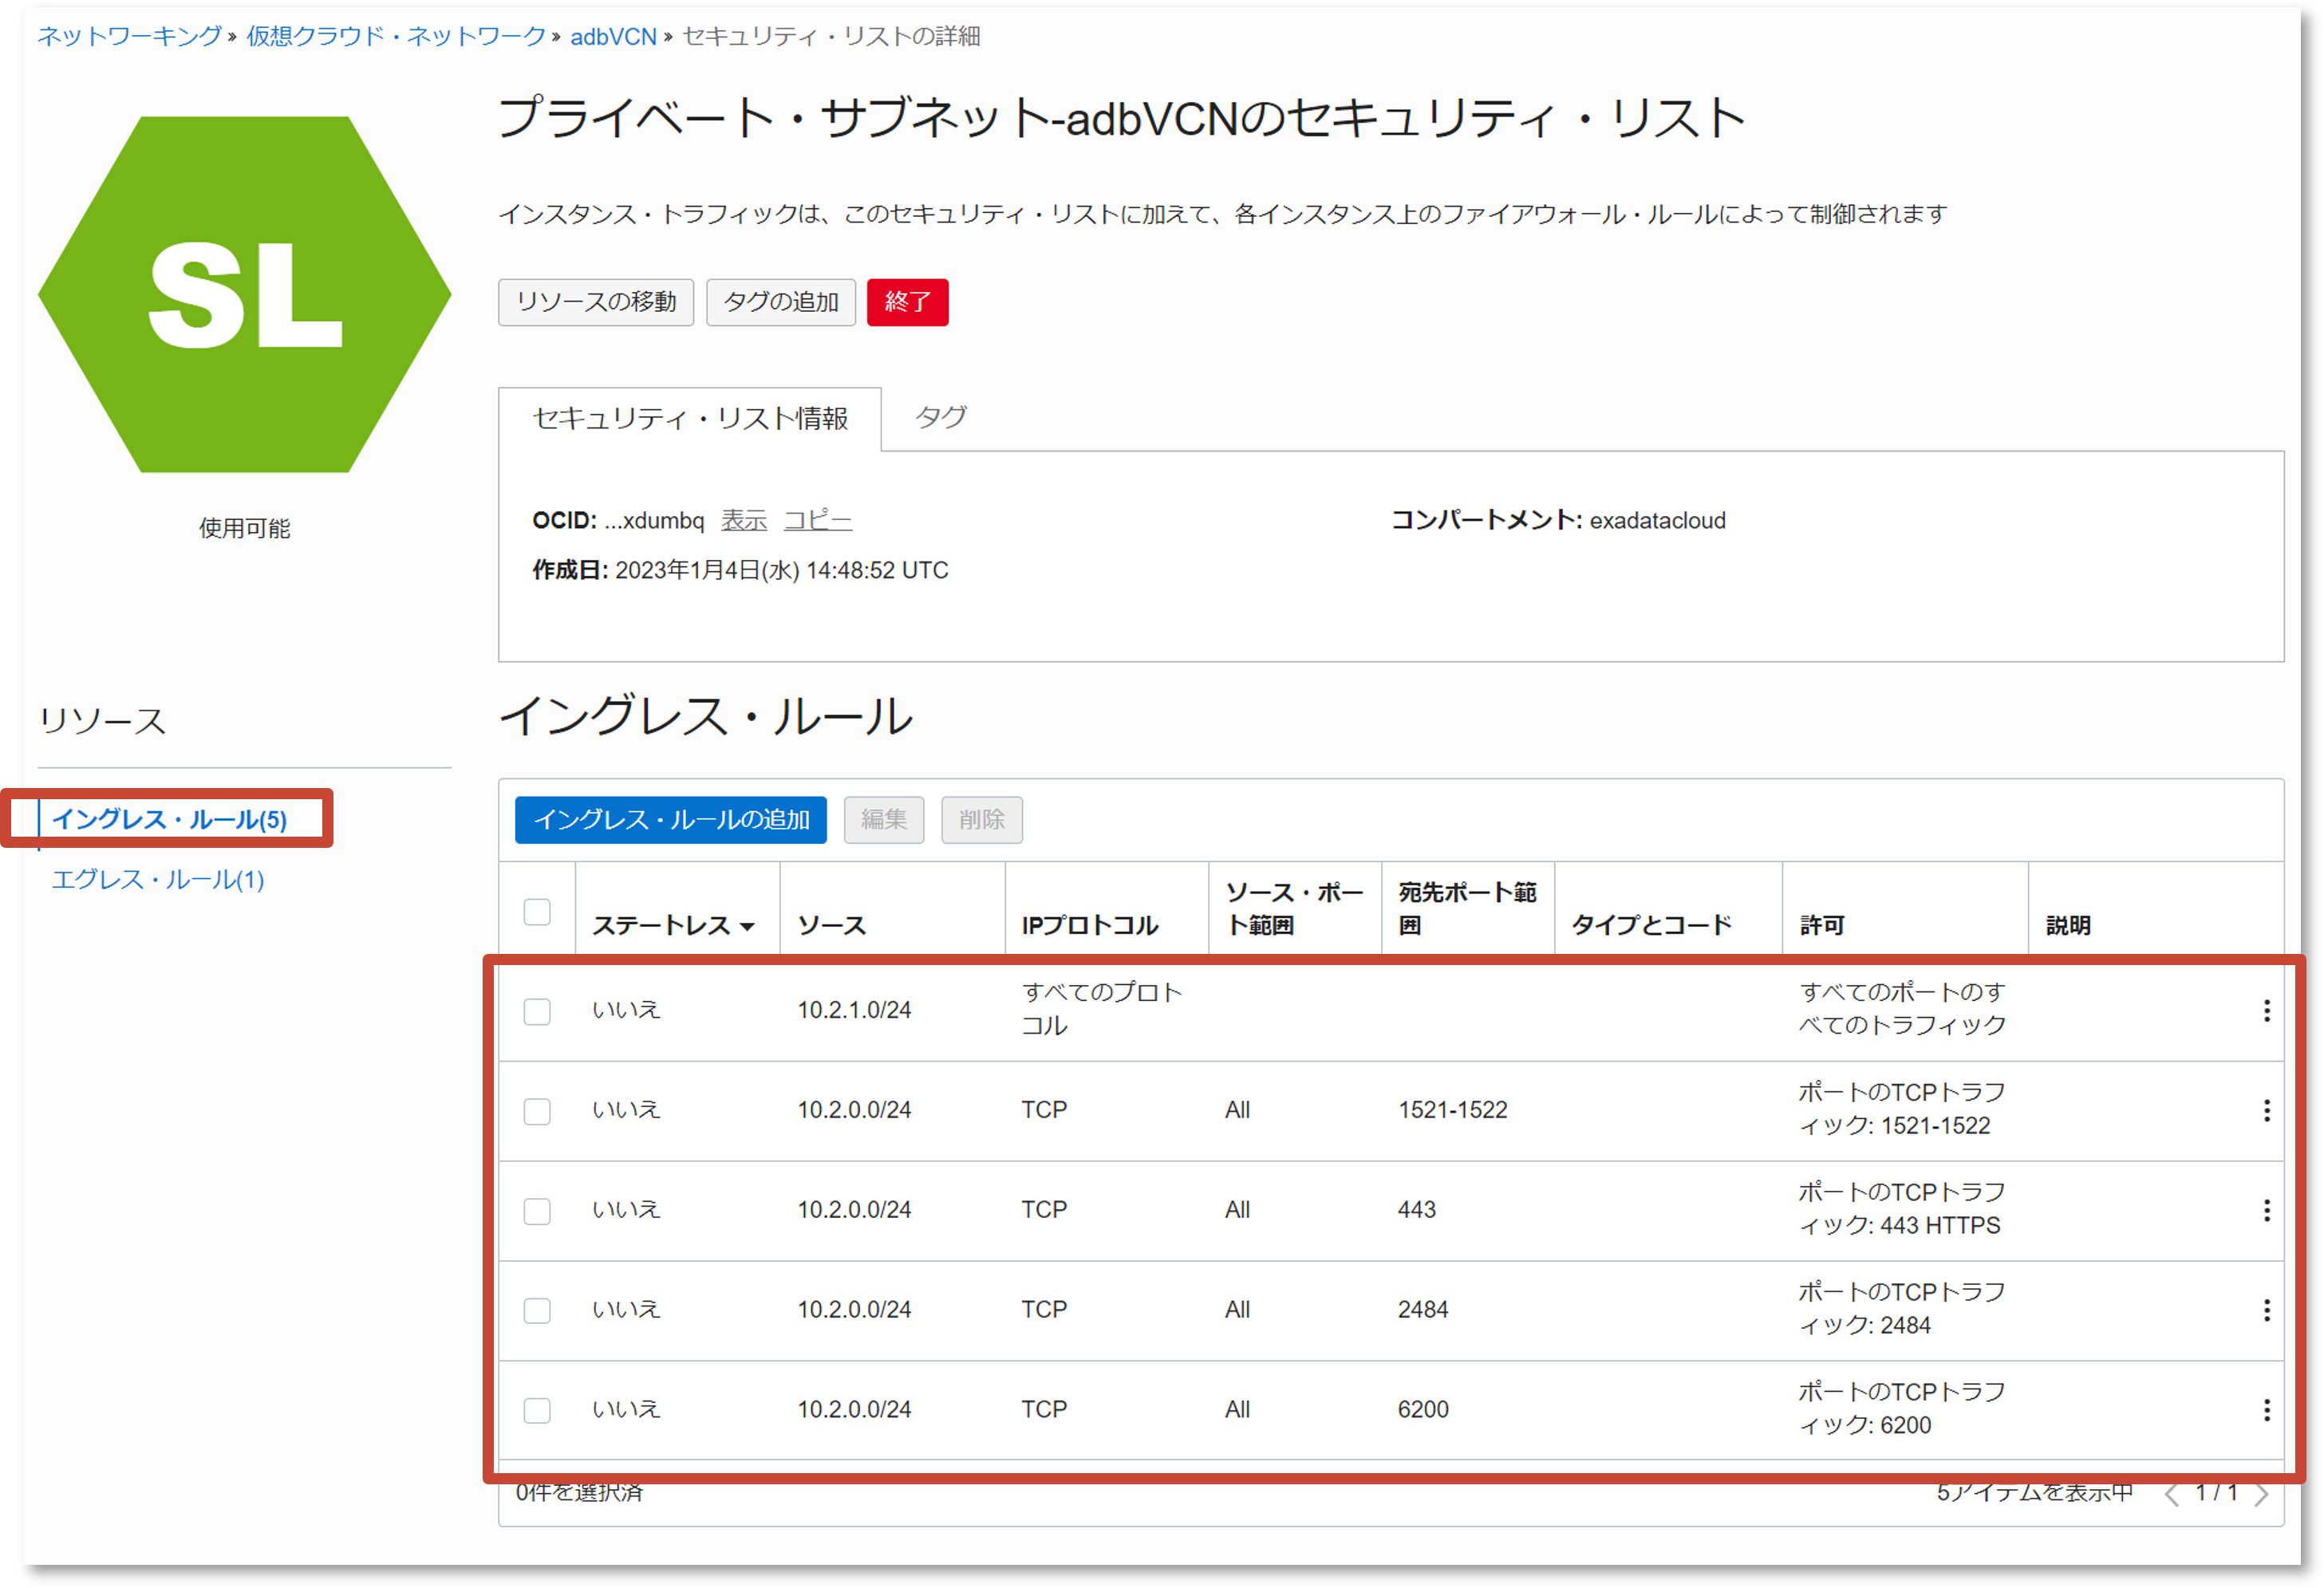 ネットワーキング » 仮想クラウド・ネットワーク » adbVCN » セキュリティ・リストの詳細
SL
使用可能
プライベート・サブネット-adbVCNのセキュリティ・リスト
インスタンス・トラフィックは、このセキュリティ・リストに加えて、各インスタンス上のファイアウォール・ルールによって制御されます
リソースの移動 タグの追加 終了
セキュリティ・リスト情報 タグ
OCID: ...xdumbq 表示 コピー
コンパートメント: exadatacloud
作成日: 2023年1月4日(水) 14:48:52 UTC
リソース
イングレス・ルール(5)
エグレス・ルール(1)
イングレス・ルール
イングレス・ルールの追加 編集 削除
ステートレス ソース IPプロトコル ソース・ポー
ト範囲 宛先ポート範
囲 タイプとコード 許可 説明
いいえ 10.2.1.0/24 すべてのプロト
コル すべてのポートのす
べてのトラフィック
いいえ 10.2.0.0/24 TCP All 1521-1522 ポートのTCPトラフ
ィック: 1521-1522
いいえ 10.2.0.0/24 TCP All 443 ポートのTCPトラフ
ィック: 443 HTTPS
いいえ 10.2.0.0/24 TCP All 2484 ポートのTCPトラフ
ィック: 2484
いいえ 10.2.0.0/24 TCP All 6200 ポートのTCPトラフ
ィック: 6200
0件を選択済 5アイテムを表示中 1 / 1